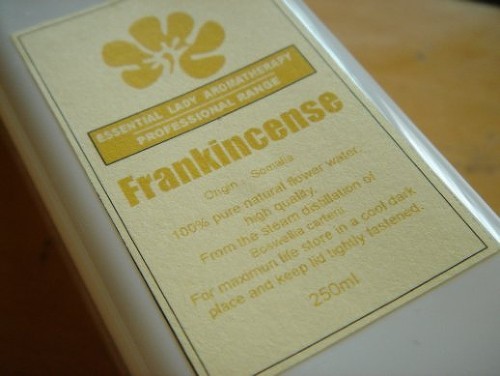 ESSENTIAL LADY AROMATHERAPY
PROFESSIONAL RANGE
Frankincense
Origin : Somalia
100% pure natural flower water.
high quality.
From the steam distillation of
Boswellia carterii
For maximun life store in a cool dark
place and keep lid tightly fastened.
250ml